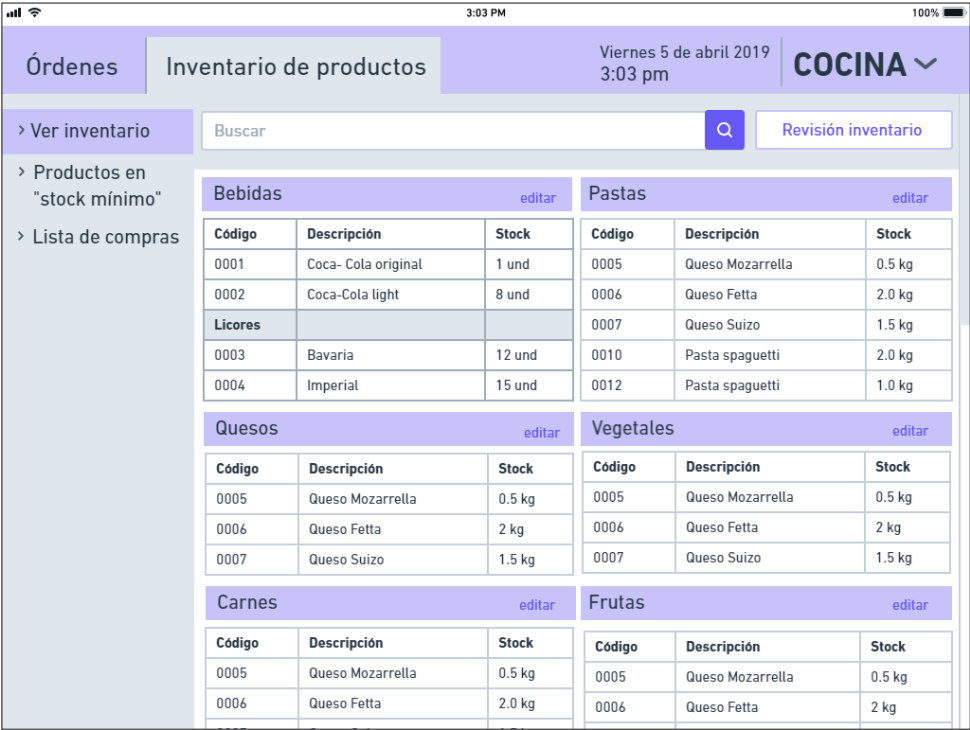 3:03 PM
100%
Órdenes
Inventario de productos
Viernes 5 de abril 2019
3:03 pm
COCINA
> Ver inventario
> Productos en
"stock mínimo"
> Lista de compras
Buscar
Revisión inventario
Bebidas editar
Código Descripción Stock
0001 Coca- Cola original 1 und
0002 Coca-Cola light 8 und
Licores
0003 Bavaria 12 und
0004 Imperial 15 und
Pastas editar
Código Descripción Stock
0005 Queso Mozarrella 0.5 kg
0006 Queso Fetta 2.0 kg
0007 Queso Suizo 1.5 kg
0010 Pasta spaguetti 2.0 kg
0012 Pasta spaguetti 1.0 kg
Quesos editar
Código Descripción Stock
0005 Queso Mozarrella 0.5 kg
0006 Queso Fetta 2 kg
0007 Queso Suizo 1.5 kg
Vegetales editar
Código Descripción Stock
0005 Queso Mozarrella 0.5 kg
0006 Queso Fetta 2 kg
0007 Queso Suizo 1.5 kg
Carnes editar
Código Descripción Stock
0005 Queso Mozarrella 0.5 kg
0006 Queso Fetta 2.0 kg
Frutas editar
Código Descripción Stock
0005 Queso Mozarrella 0.5 kg
0006 Queso Fetta 2 kg